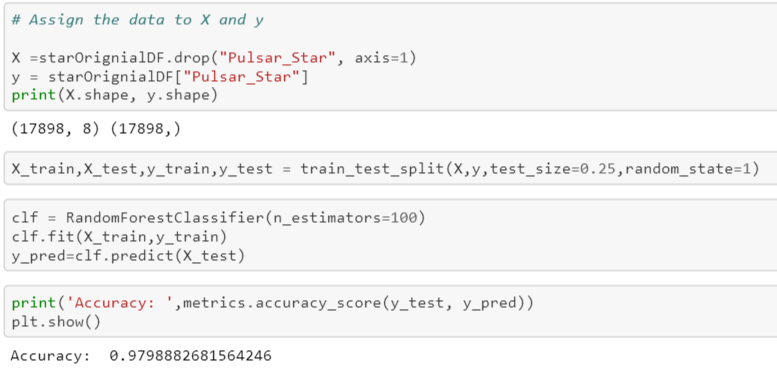 # Assign the data to X and y
X =starOrignialDF.drop("Pulsar_Star", axis=1)
y = starOrignialDF["Pulsar_Star"]
print(X.shape, y.shape)
(17898, 8) (17898,)
X_train,X_test,y_train,y_test = train_test_split(X,y,test_size=0.25,random_state=1)
clf = RandomForestClassifier(n_estimators=100)
clf.fit(X_train,y_train)
y_pred=clf.predict(X_test)
print('Accuracy: ',metrics.accuracy_score(y_test, y_pred))
plt.show()
Accuracy:  0.9798882681564246